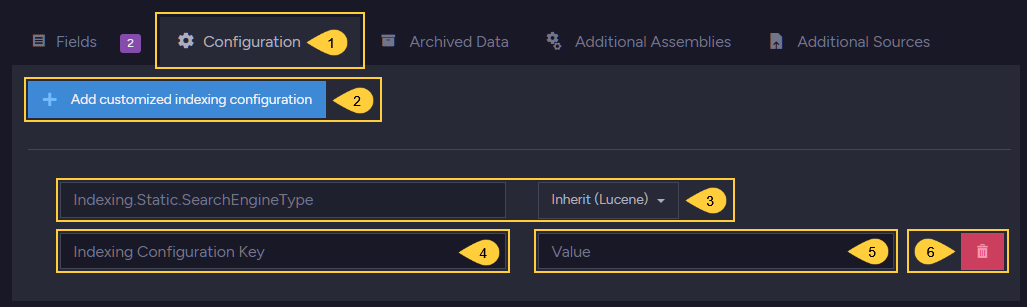 Fields 2 Configuration 1 Archived Data Additional Assemblies Additional Sources
Add customized indexing configuration 2
Indexing.Static.SearchEngineType Inherit (Lucene) 3
Indexing Configuration Key 4 Value 5 6